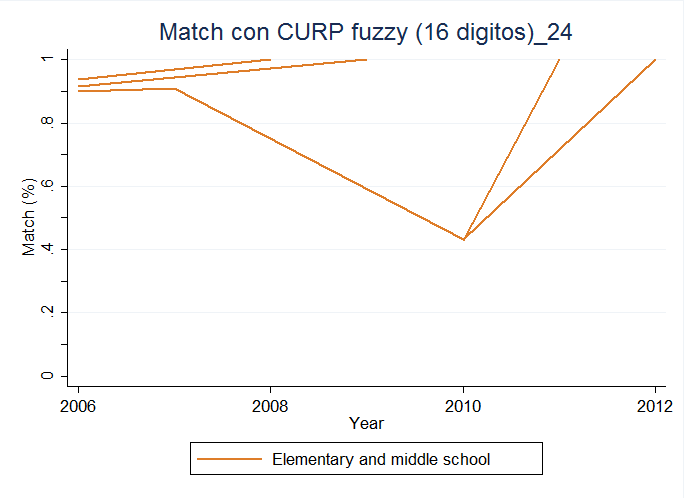 Match con CURP fuzzy (16 digitos)_24
Match (%)
1
.8
.6
.4
.2
0
2006 2008 2010 2012
Year
Elementary and middle school